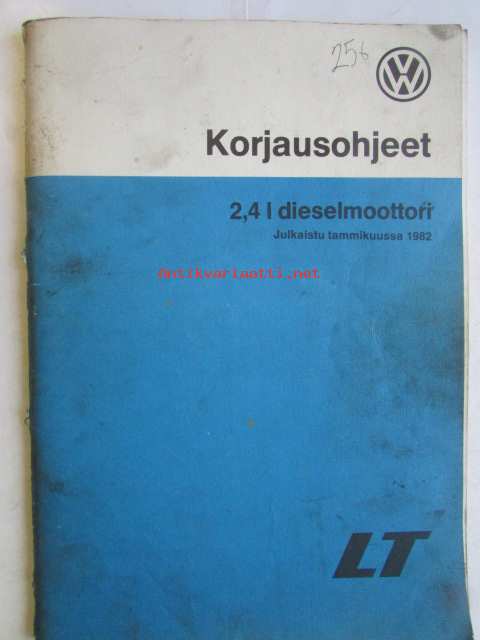 256
VW
Korjausohjeet
2,4 l dieselmoottori
Julkaistu tammikuussa 1982
Antikvariaatti.net
LT